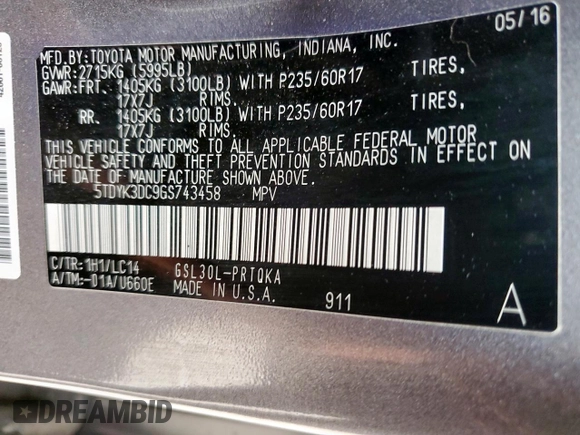 05/16
MFD.BY:TOYOTA MOTOR MANUFACTURING, INDIANA, INC.
GVWR: 2715KG (5995LB)
GAWR:FRT. 1405KG (3100LB) WITH P235/60R17 TIRES,
17X7J RIMS.
RR. 1405KG (3100LB) WITH P235/60R17 TIRES,
17X7J RIMS.
THIS VEHICLE CONFORMS TO ALL APPLICABLE FEDERAL MOTOR
VEHICLE SAFETY AND THEFT PREVENTION STANDARDS IN EFFECT ON
THE DATE OF MANUFACTURE SHOWN ABOVE.
5TDYK3DC9GS743458 MPV
C/TR:1H1/LC14 GSL30L-PRTQKA
A/TM:-01A/U660E MADE IN U.S.A. 911 A
DREAMBID